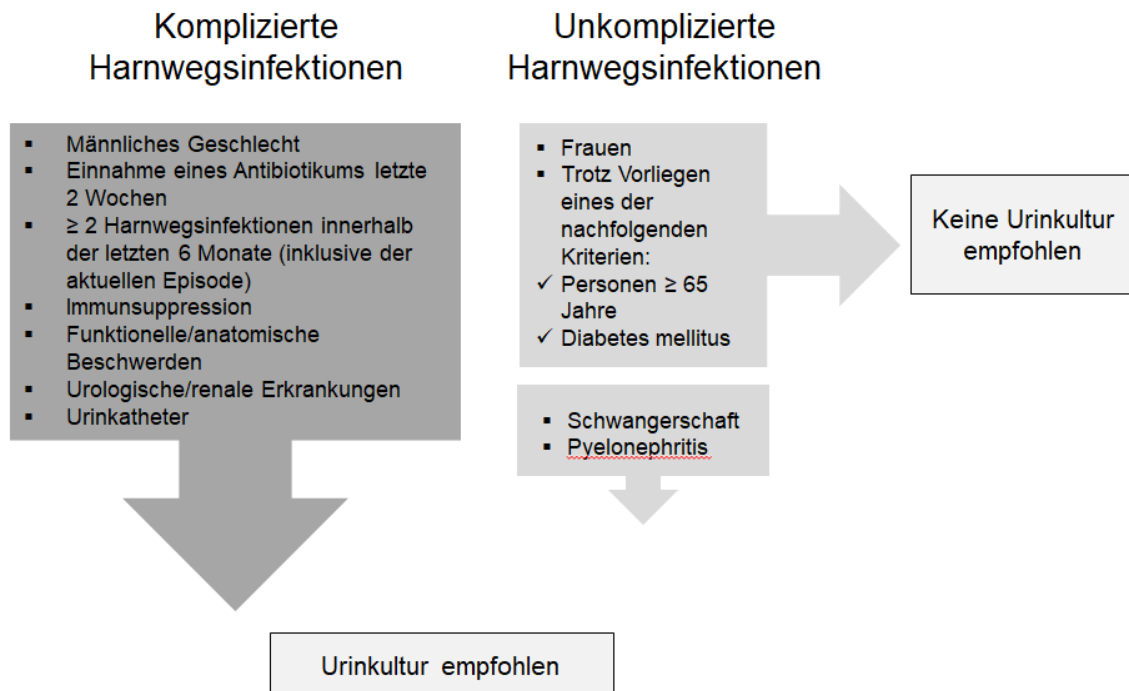 Komplizierte
Harnwegsinfektionen
▪ Männliches Geschlecht
▪ Einnahme eines Antibiotikums letzte
2 Wochen
▪ ≥ 2 Harnwegsinfektionen innerhalb
der letzten 6 Monate (inklusive der
aktuellen Episode)
▪ Immunsuppression
▪ Funktionelle/anatomische
Beschwerden
▪ Urologische/renale Erkrankungen
▪ Urinkatheter
Unkomplizierte
Harnwegsinfektionen
▪ Frauen
▪ Trotz Vorliegen
eines der
nachfolgenden
Kriterien:
✓ Personen ≥ 65
Jahre
✓ Diabetes mellitus
Keine Urinkultur
empfohlen
▪ Schwangerschaft
▪ Pyelonephritis
Urinkultur empfohlen